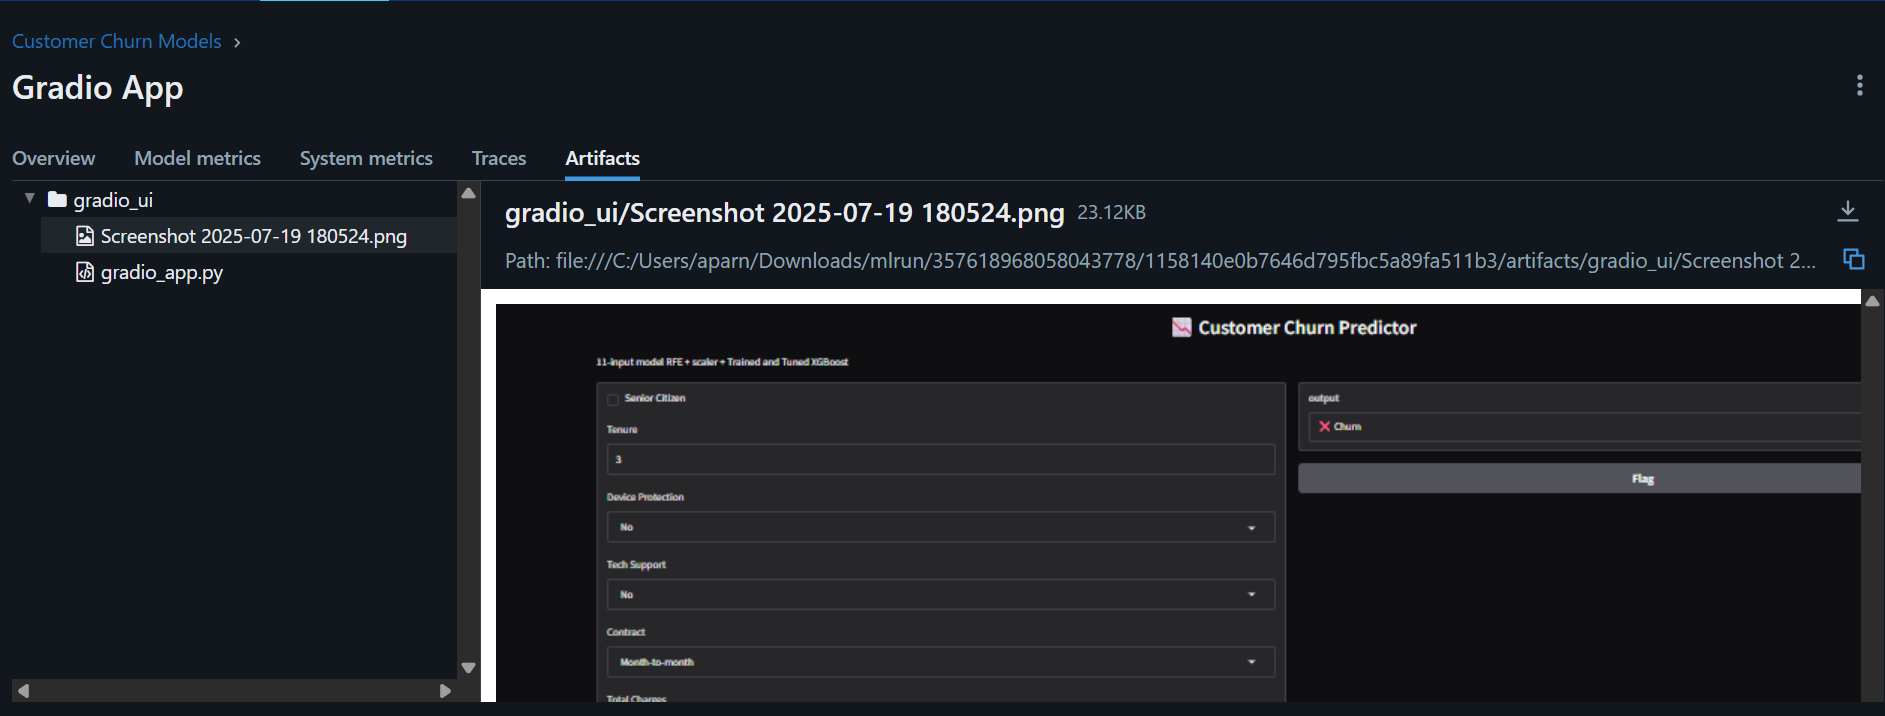 Customer Churn Models >
Gradio App
Overview Model metrics System metrics Traces Artifacts
gradio_ui
Screenshot 2025-07-19 180524.png
gradio_app.py
gradio_ui/Screenshot 2025-07-19 180524.png 23.12KB
Path: file:///C:/Users/aparn/Downloads/mlrun/357618968058043778/1158140e0b7646d795fbc5a89fa511b3/artifacts/gradio_ui/Screenshot 2...
Customer Churn Predictor
11-input model RFE + scaler + Trained and Tuned XGBoost
Senior Citizen
Tenure
3
Device Protection
No
Tech Support
No
Contract
Month-to-month
Total Charges
output
❌ Churn
Flag